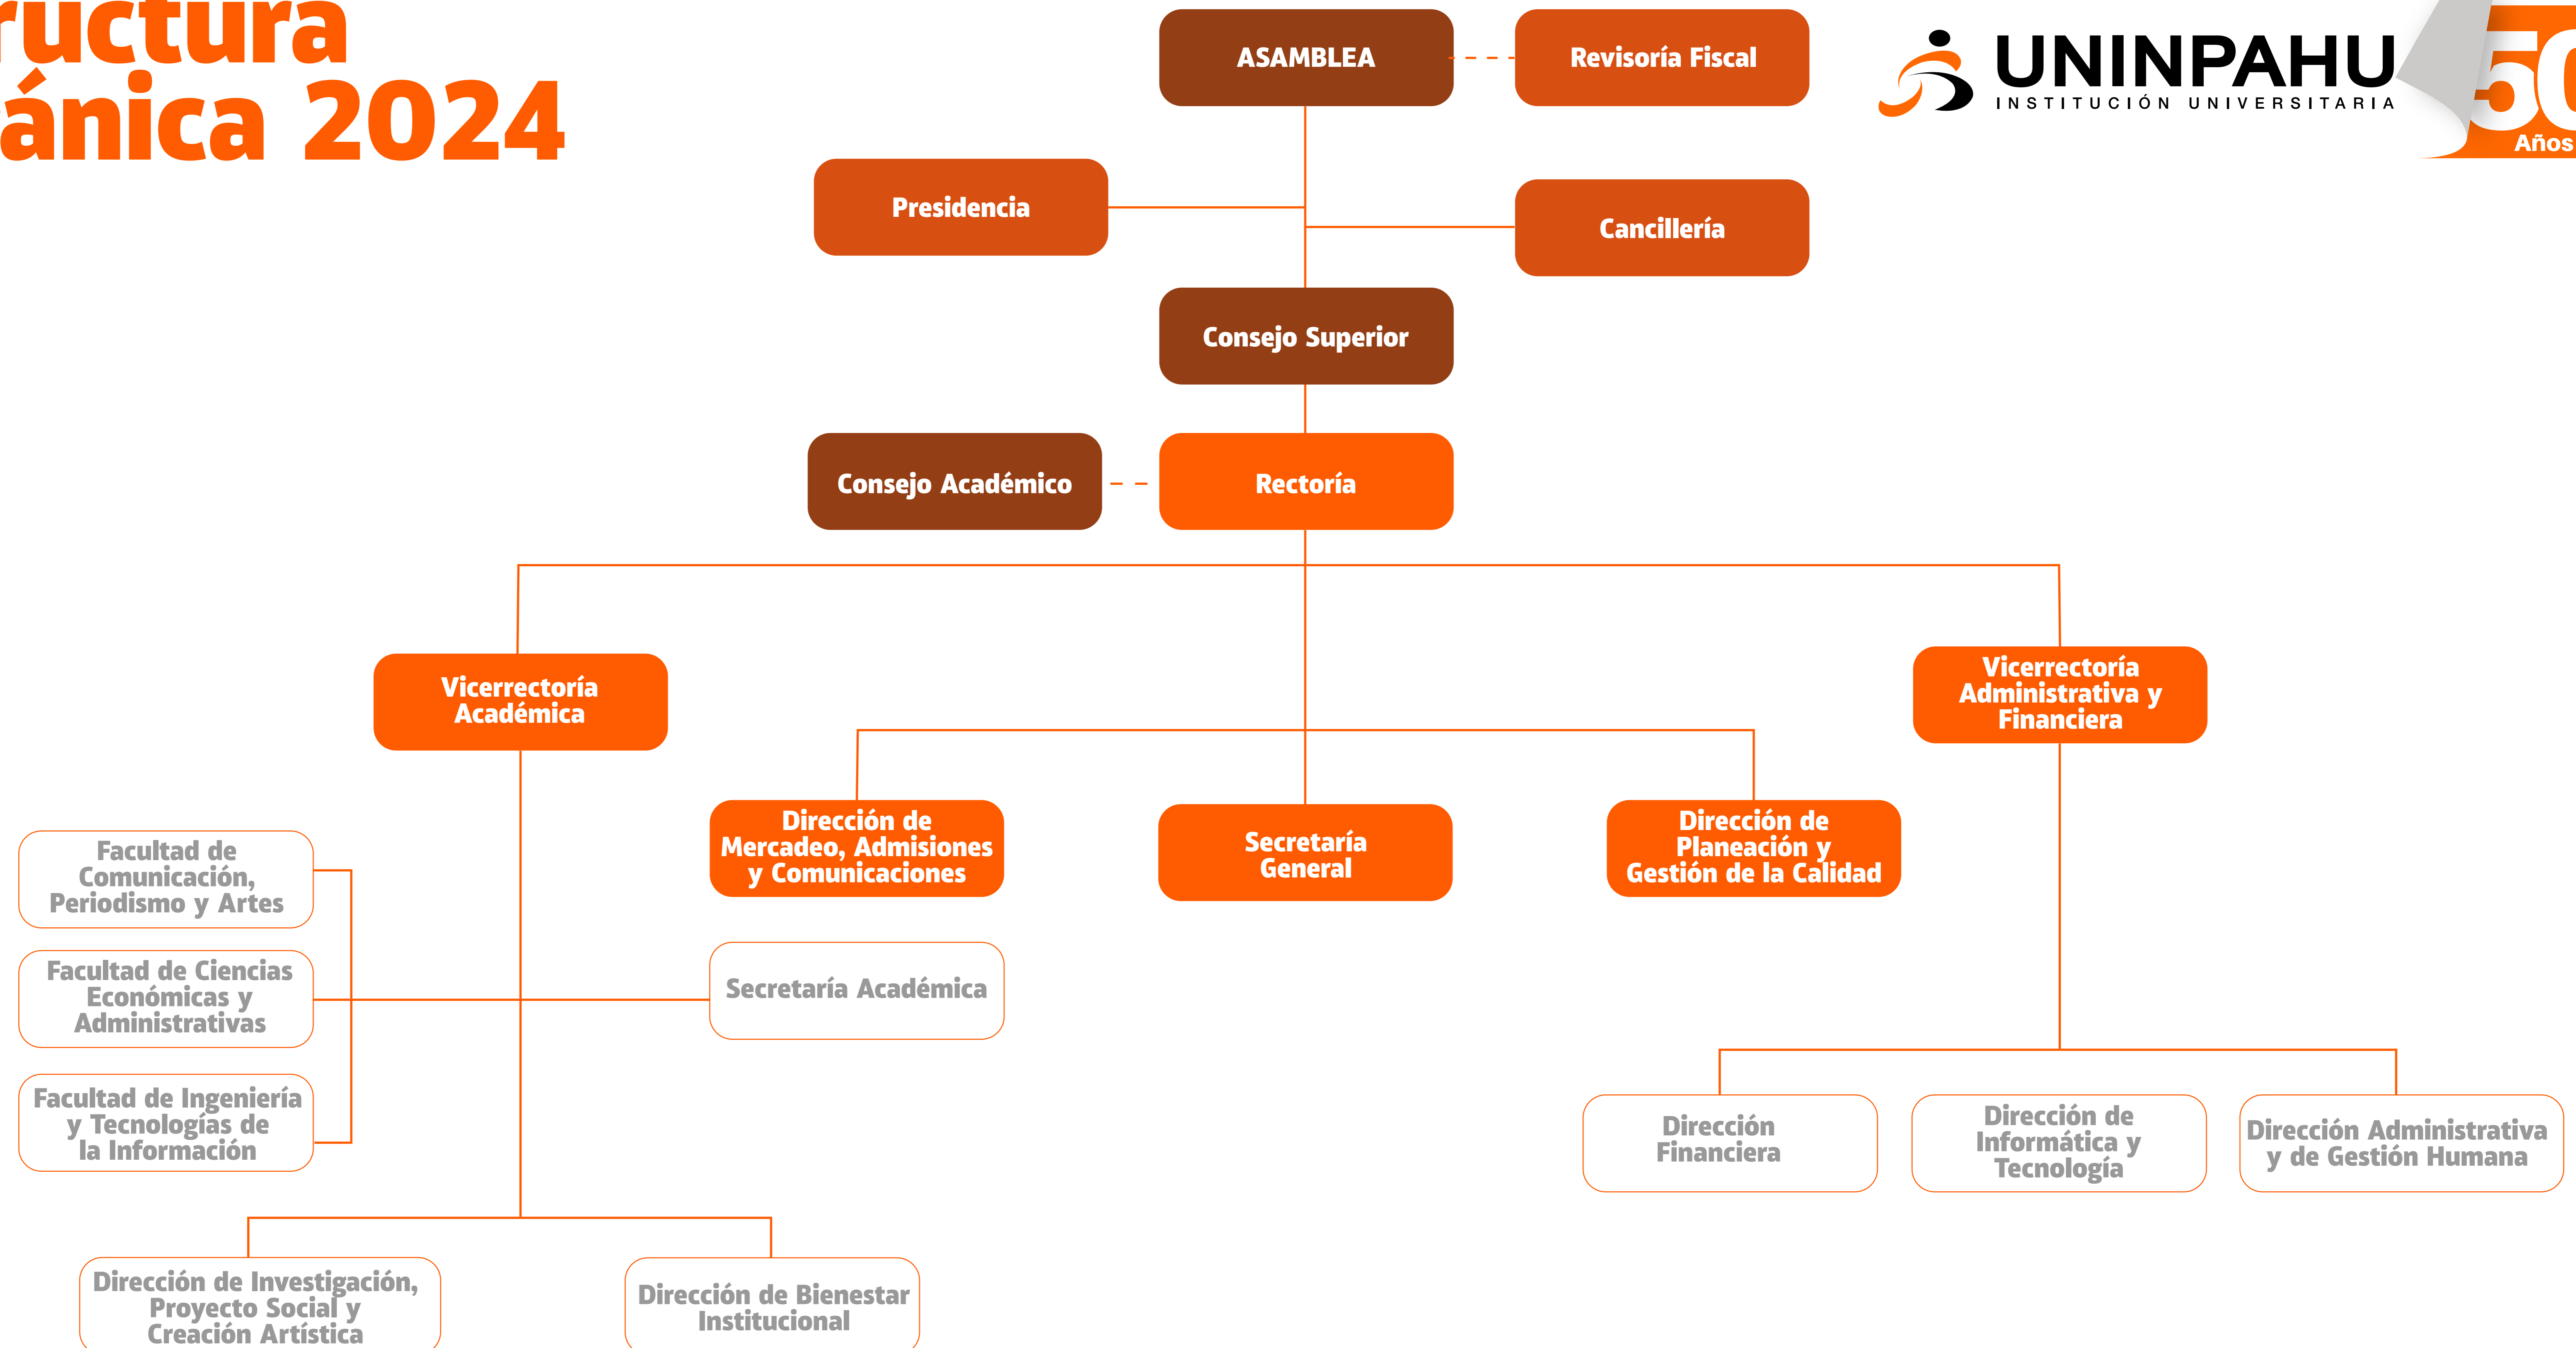 ructura
ánica 2024
ASAMBLEA
Revisoría Fiscal
UNINPAHU
INSTITUCIÓN UNIVERSITARIA
50
Años
Presidencia
Cancillería
Consejo Superior
Consejo Académico
Rectoría
Vicerrectoría
Académica
Vicerrectoría
Administrativa y
Financiera
Dirección de
Mercadeo, Admisiones
y Comunicaciones
Secretaría
General
Dirección de
Planeación y
Gestión de la Calidad
Facultad de
Comunicación,
Periodismo y Artes
Facultad de Ciencias
Económicas y
Administrativas
Secretaría Académica
Facultad de Ingeniería
y Tecnologías de
la Información
Dirección
Financiera
Dirección de
Informática y
Tecnología
Dirección Administrativa
y de Gestión Humana
Dirección de Investigación,
Proyecto Social y
Creación Artística
Dirección de Bienestar
Institucional